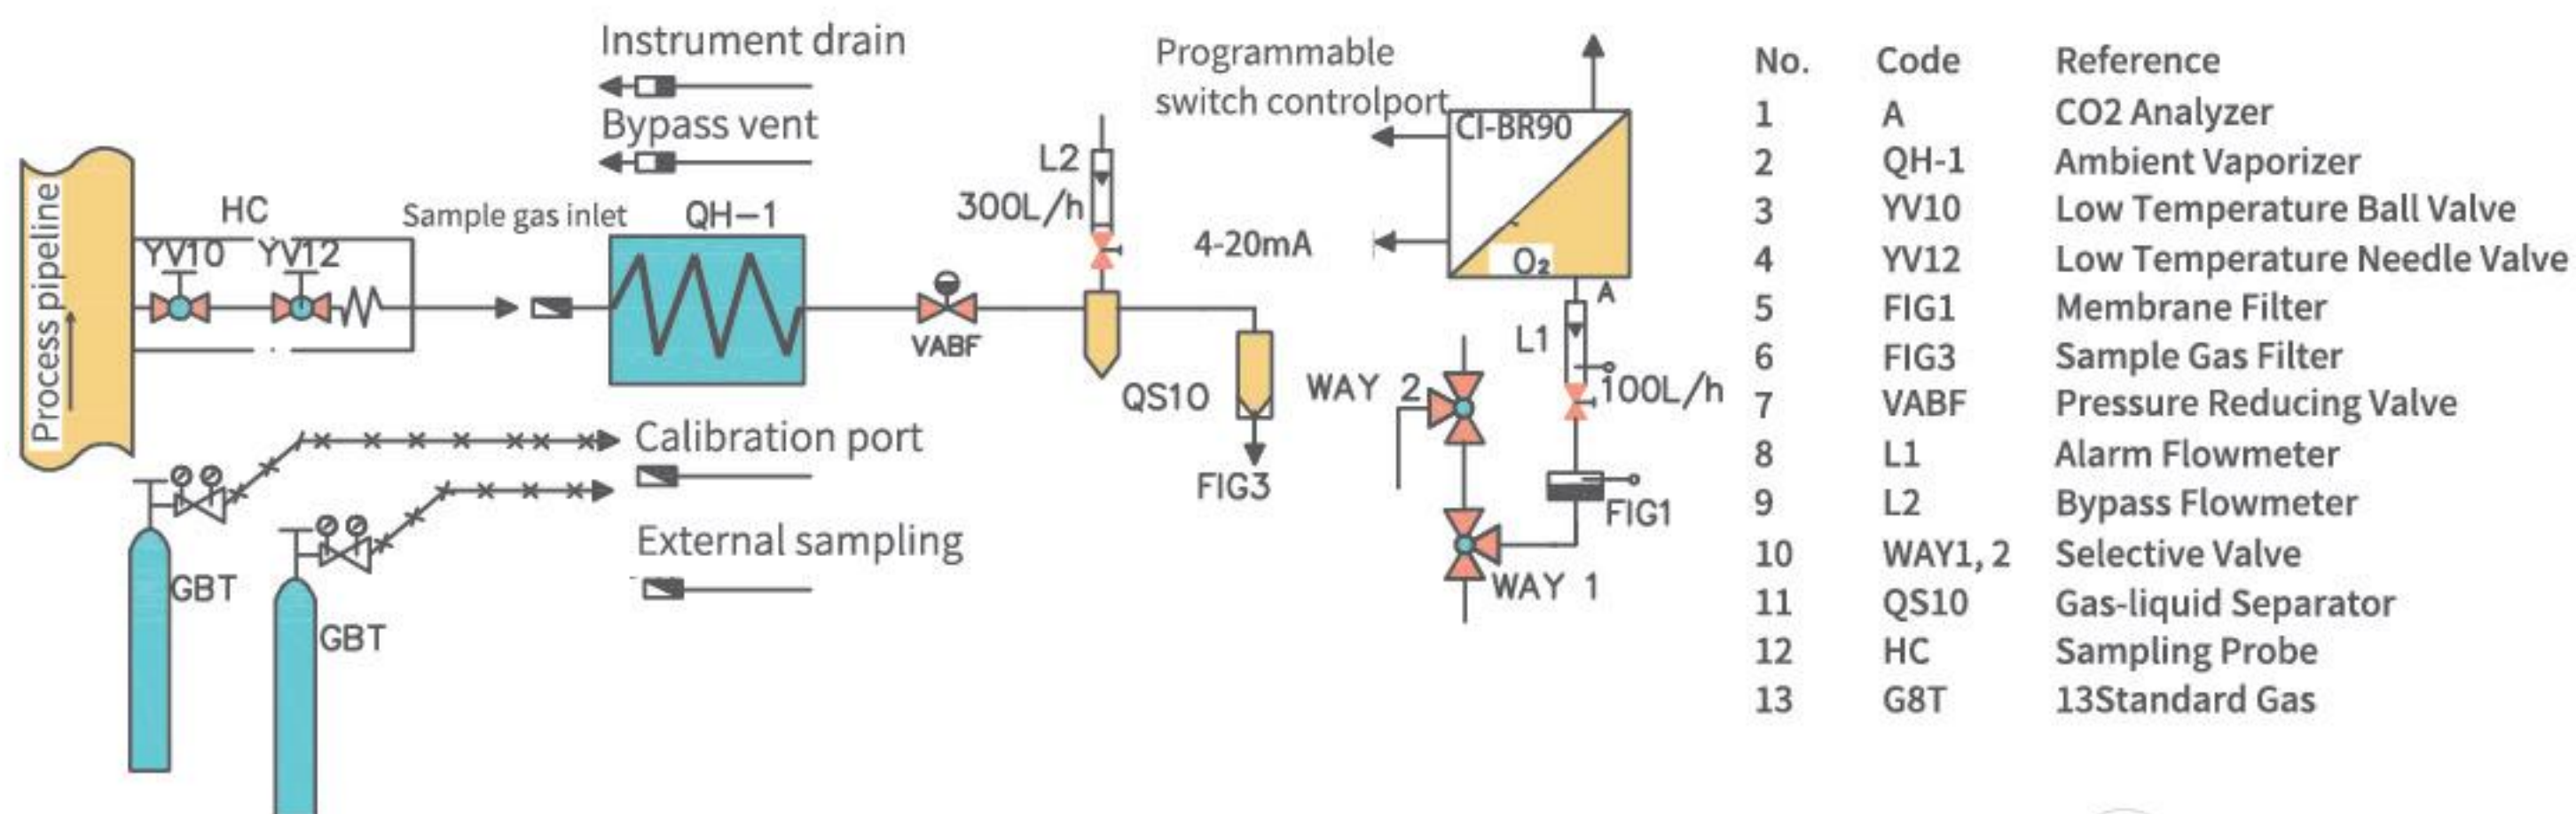 Instrument drain
Bypass vent
Programmable
switch controlport
CI-BR90
L2
300L/h
4-20mA
O₂
A
Process pipeline
HC
YV10
YV12
Sample gas inlet
QH-1
VABF
QS10
FIG3
L1
100L/h
WAY 2
FIG1
WAY 1
Calibration port
External sampling
GBT
GBT
No. Code Reference
1 A CO2 Analyzer
2 QH-1 Ambient Vaporizer
3 YV10 Low Temperature Ball Valve
4 YV12 Low Temperature Needle Valve
5 FIG1 Membrane Filter
6 FIG3 Sample Gas Filter
7 VABF Pressure Reducing Valve
8 L1 Alarm Flowmeter
9 L2 Bypass Flowmeter
10 WAY1, 2 Selective Valve
11 QS10 Gas-liquid Separator
12 HC Sampling Probe
13 G8T 13Standard Gas